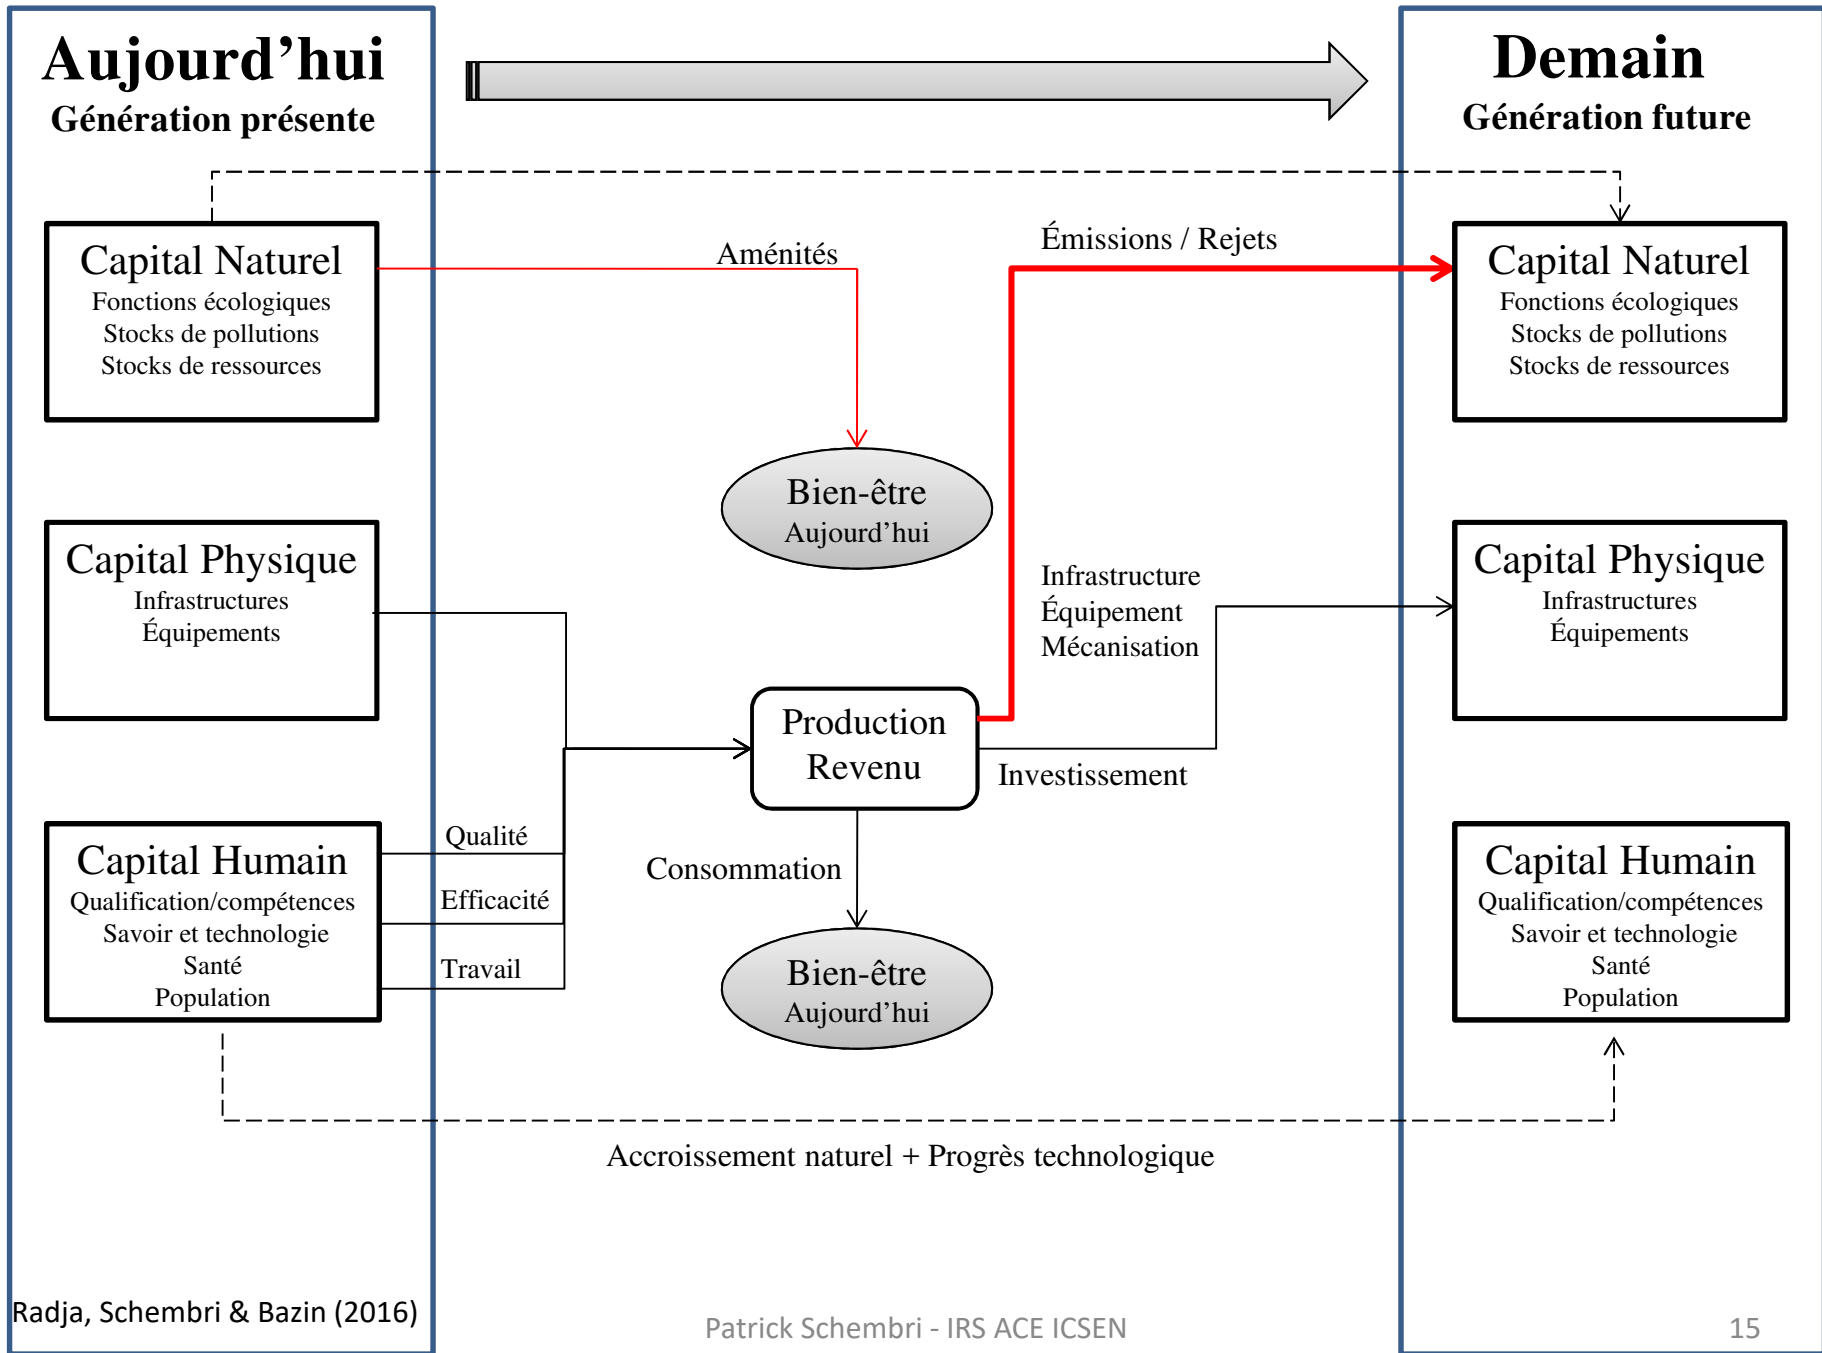 Aujourd’hui
Génération présente
Demain
Génération future
Capital Naturel
Fonctions écologiques
Stocks de pollutions
Stocks de ressources
Aménités
Émissions / Rejets
Capital Naturel
Fonctions écologiques
Stocks de pollutions
Stocks de ressources
Bien-être
Aujourd’hui
Capital Physique
Infrastructures
Équipements
Infrastructure
Équipement
Mécanisation
Capital Physique
Infrastructures
Équipements
Production
Revenu
Investissement
Capital Humain
Qualification/compétences
Savoir et technologie
Santé
Population
Qualité
Efficacité
Travail
Consommation
Bien-être
Aujourd’hui
Capital Humain
Qualification/compétences
Savoir et technologie
Santé
Population
Accroissement naturel + Progrès technologique
Radja, Schembri & Bazin (2016)
Patrick Schembri - IRS ACE ICSEN
15